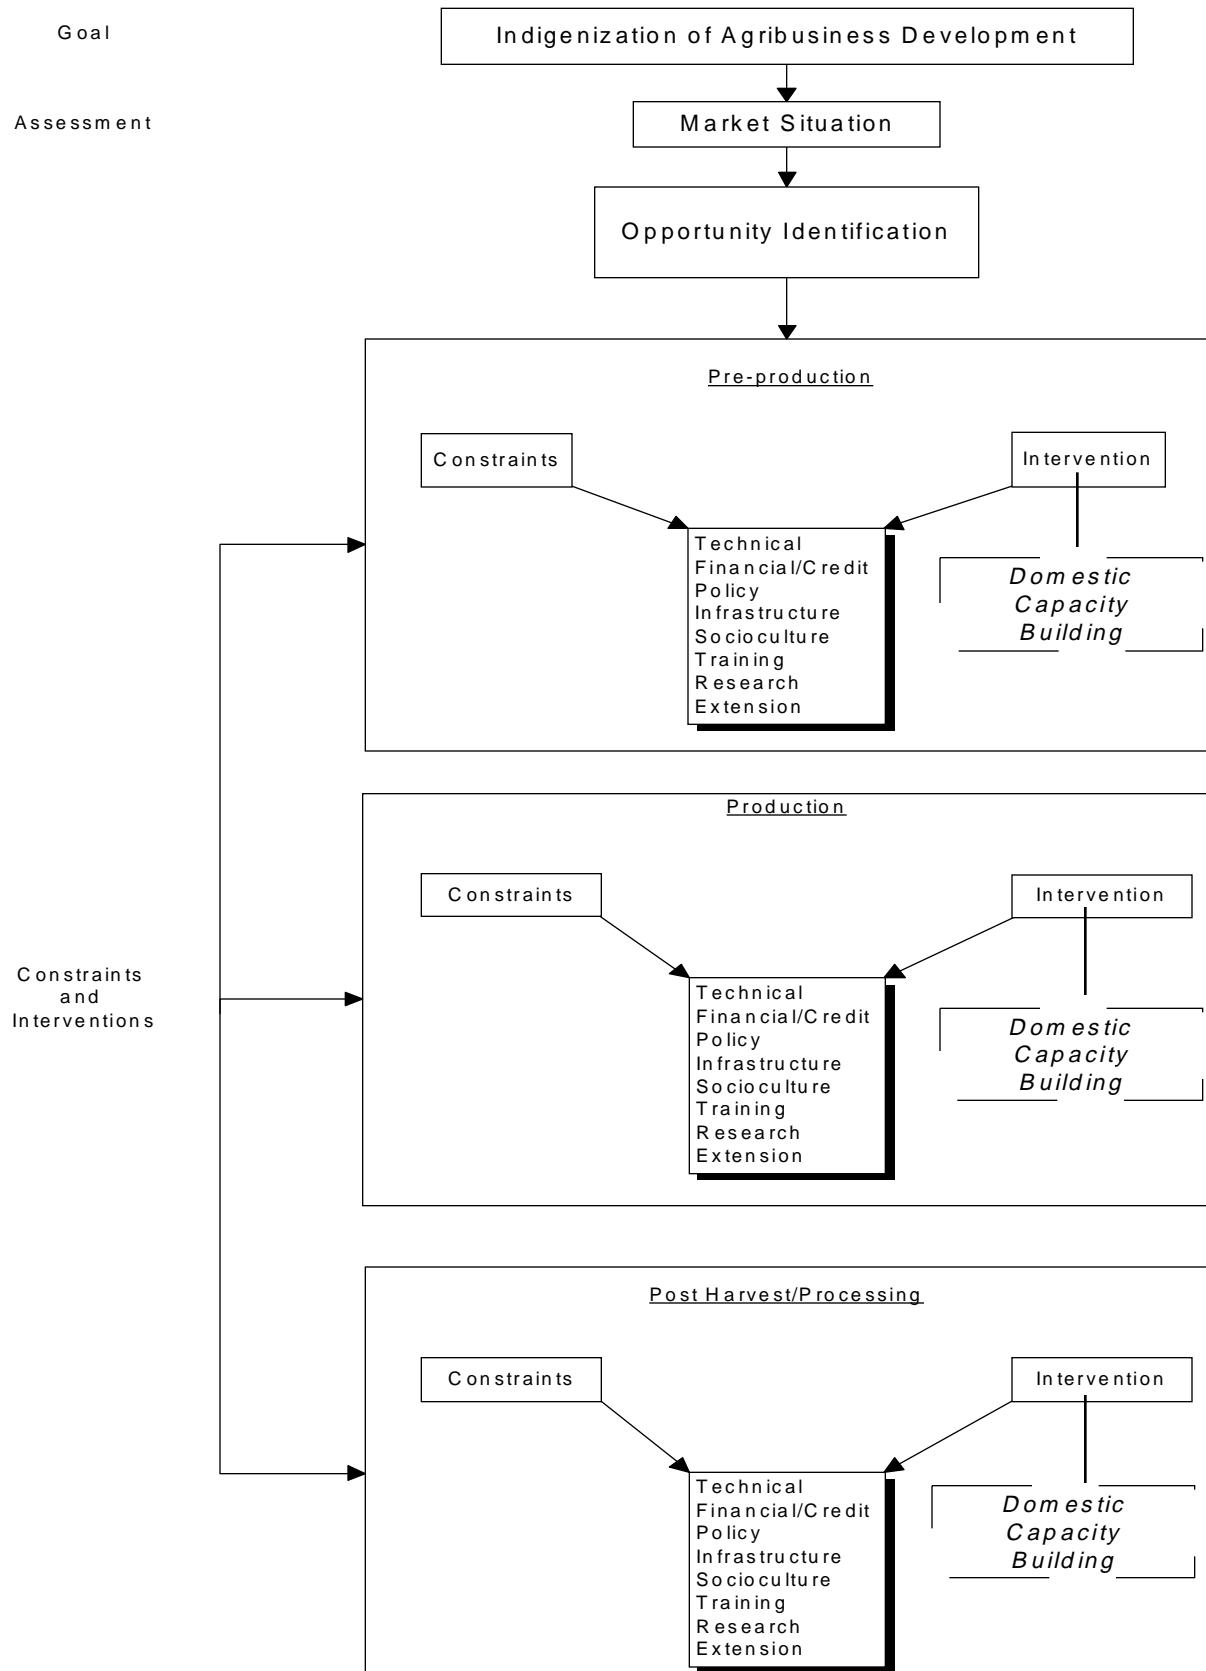 Goal
Indigenization of Agribusiness Development
Assessment
Market Situation
Opportunity Identification
Pre-production
Constraints
Intervention
Technical
Financial/Credit
Policy
Infrastructure
Socioculture
Training
Research
Extension
Domestic
Capacity
Building
Constraints
and
Interventions
Production
Constraints
Intervention
Technical
Financial/Credit
Policy
Infrastructure
Socioculture
Training
Research
Extension
Domestic
Capacity
Building
Post Harvest/Processing
Constraints
Intervention
Technical
Financial/Credit
Policy
Infrastructure
Socioculture
Training
Research
Extension
Domestic
Capacity
Building